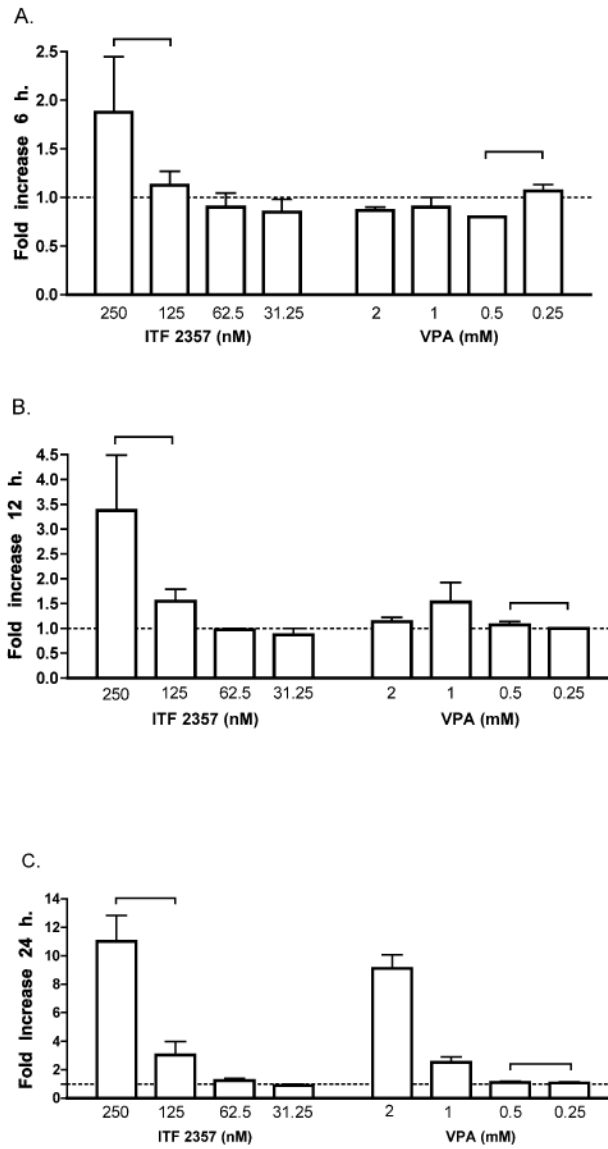 A.
Fold increase 6 h.
2.5
2.0
1.5
1.0
0.5
0.0
250 125 62.5 31.25 2 1 0.5 0.25
ITF 2357 (nM) VPA (mM)
B.
Fold increase 12 h.
4.5
4.0
3.5
3.0
2.5
2.0
1.5
1.0
0.5
0.0
250 125 62.5 31.25 2 1 0.5 0.25
ITF 2357 (nM) VPA (mM)
C.
Fold Increase 24 h.
14
12
10
8
6
4
2
0
250 125 62.5 31.25 2 1 0.5 0.25
ITF 2357 (nM) VPA (mM)